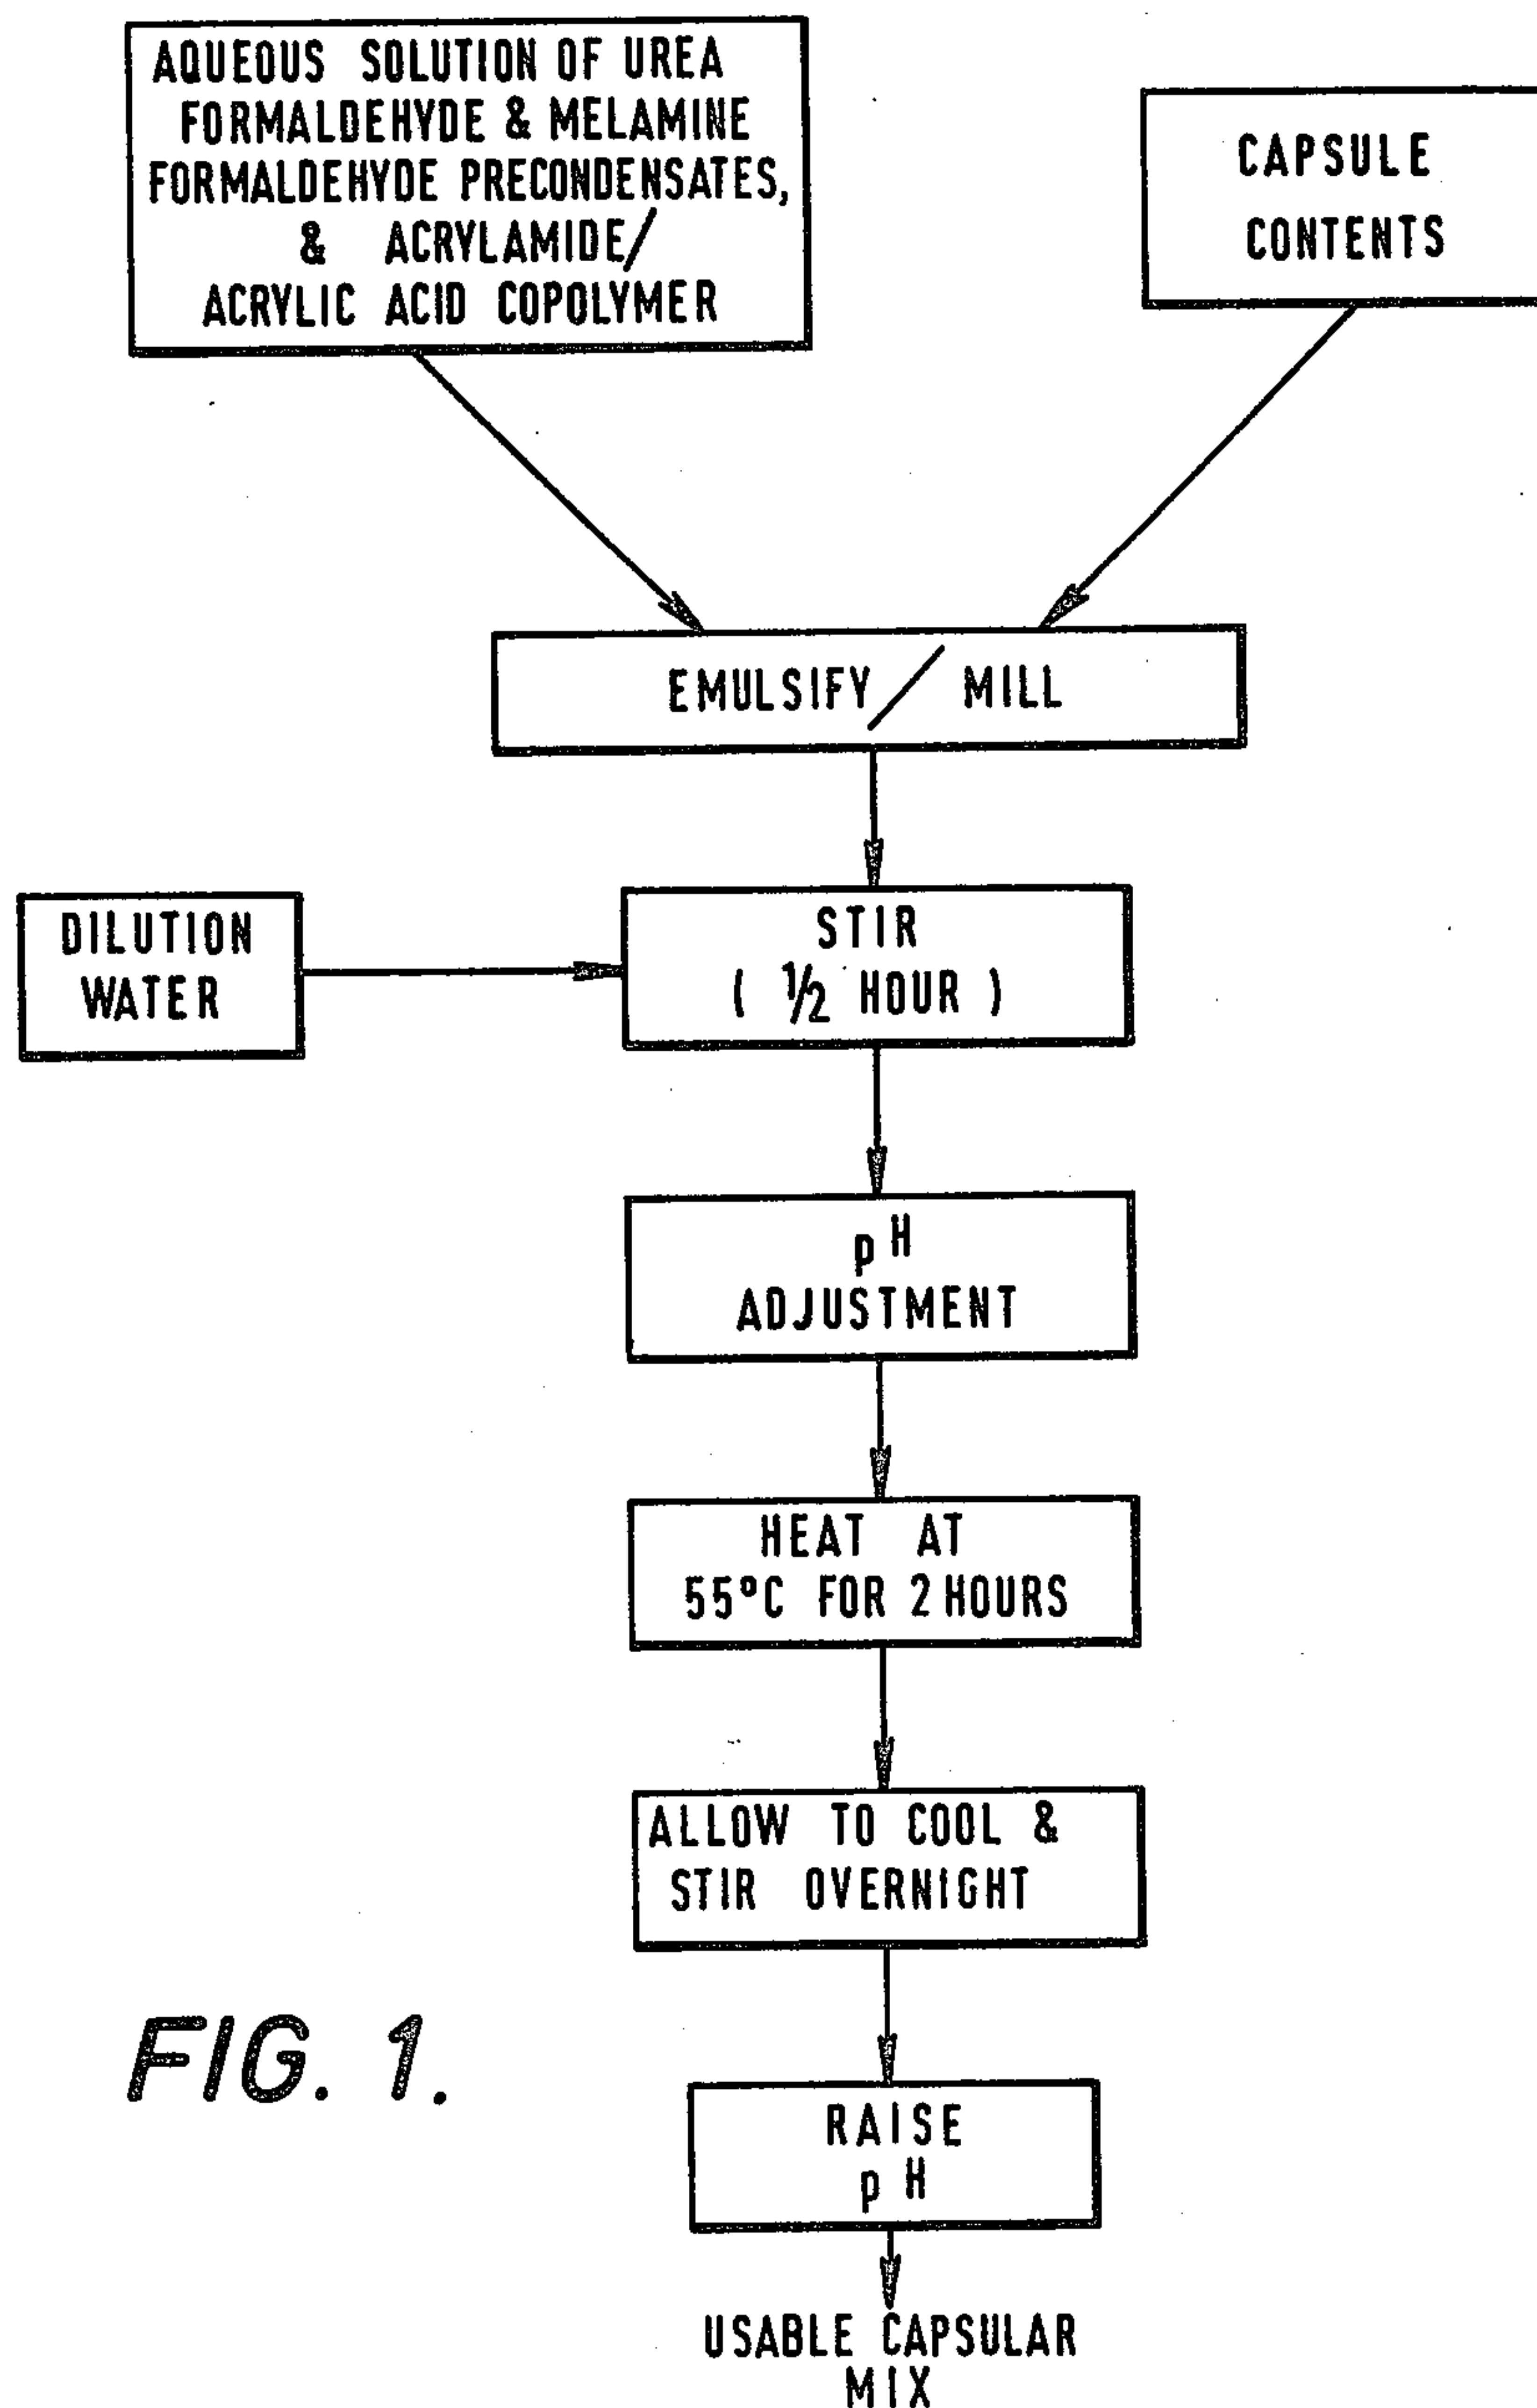 AQUEOUS SOLUTION OF UREA
FORMALDEHYDE & MELAMINE
FORMALDEHYDE PRECONDENSATES,
& ACRYLAMIDE/
ACRYLIC ACID COPOLYMER
CAPSULE
CONTENTS
EMULSIFY / MILL
DILUTION
WATER
STIR
( 1/2 HOUR )
pH
ADJUSTMENT
HEAT AT
55°C FOR 2 HOURS
ALLOW TO COOL &
STIR OVERNIGHT
RAISE
pH
USABLE CAPSULAR
MIX
FIG. 1.